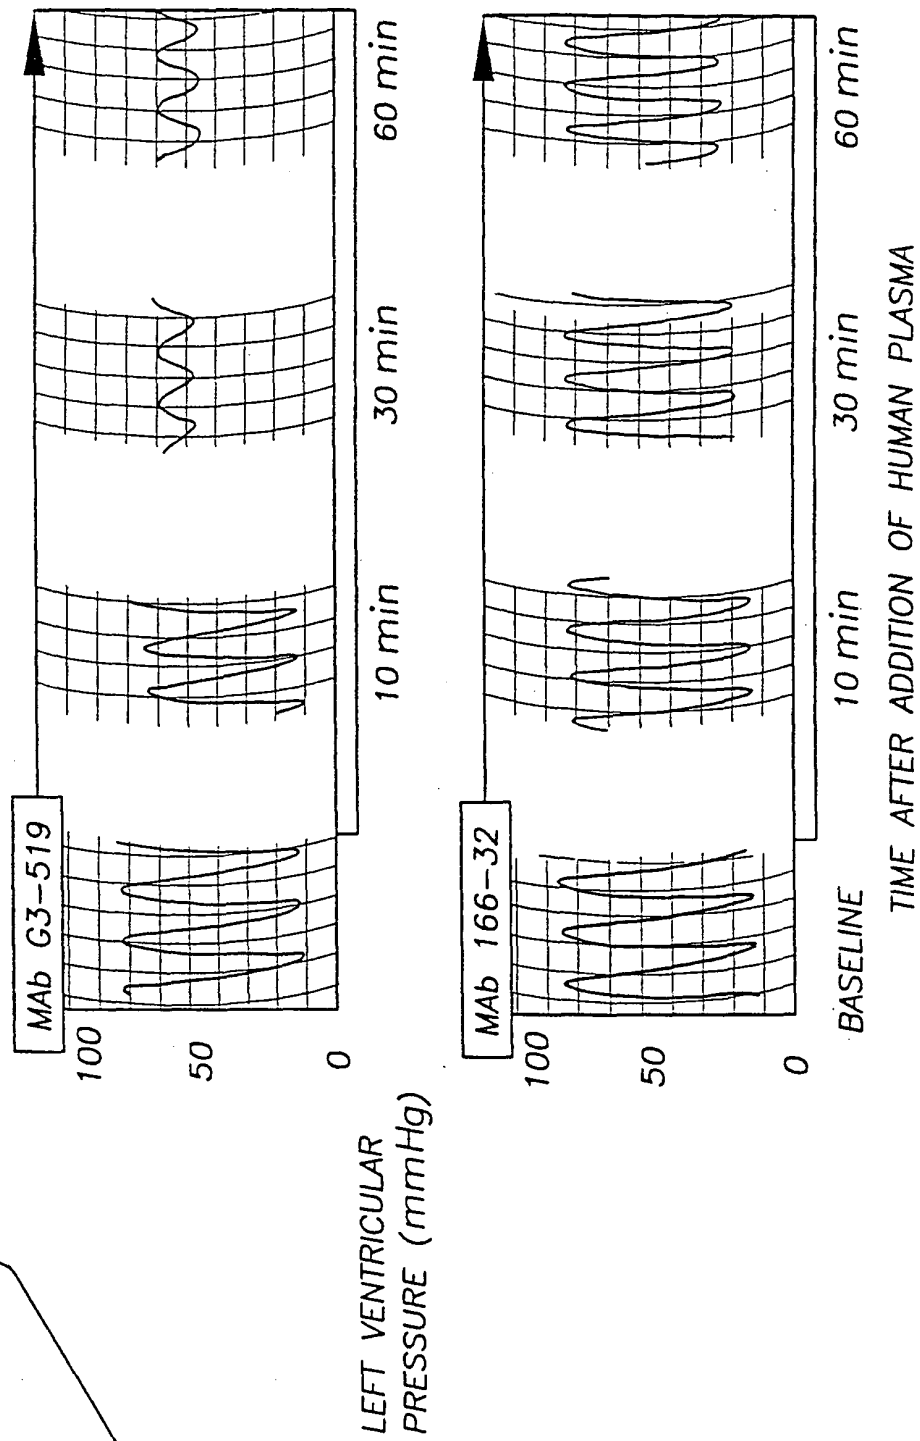 LEFT VENTRICULAR
PRESSURE (mmHg)
MAb G3-519
100
50
0
10 min
30 min
60 min
MAb 166-32
100
50
0
BASELINE
10 min
30 min
60 min
TIME AFTER ADDITION OF HUMAN PLASMA